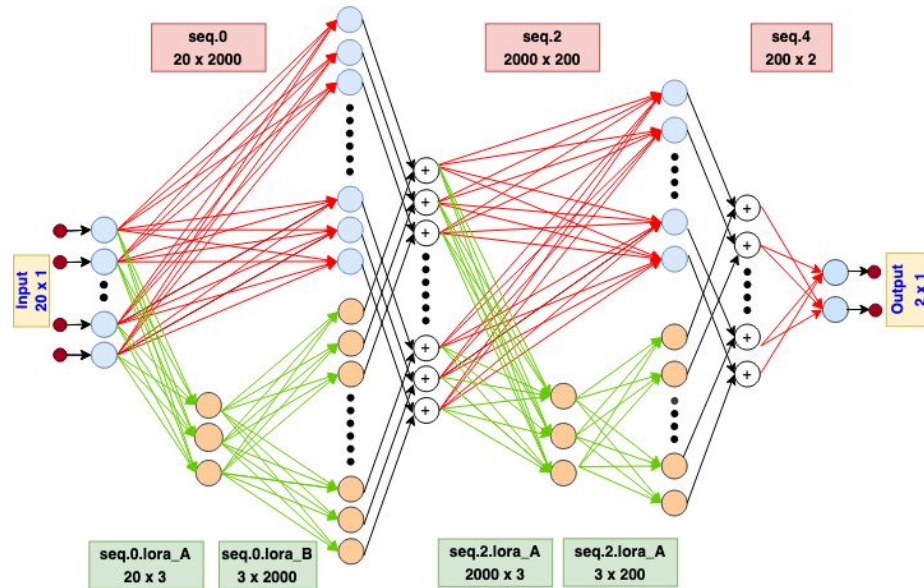 seq.0
20 x 2000
seq.2
2000 x 200
seq.4
200 x 2
Input
20 x 1
+
+
+
+
+
+
+
+
+
+
Output
2 x 1
seq.0.lora_A
20 x 3
seq.0.lora_B
3 x 2000
seq.2.lora_A
2000 x 3
seq.2.lora_A
3 x 200